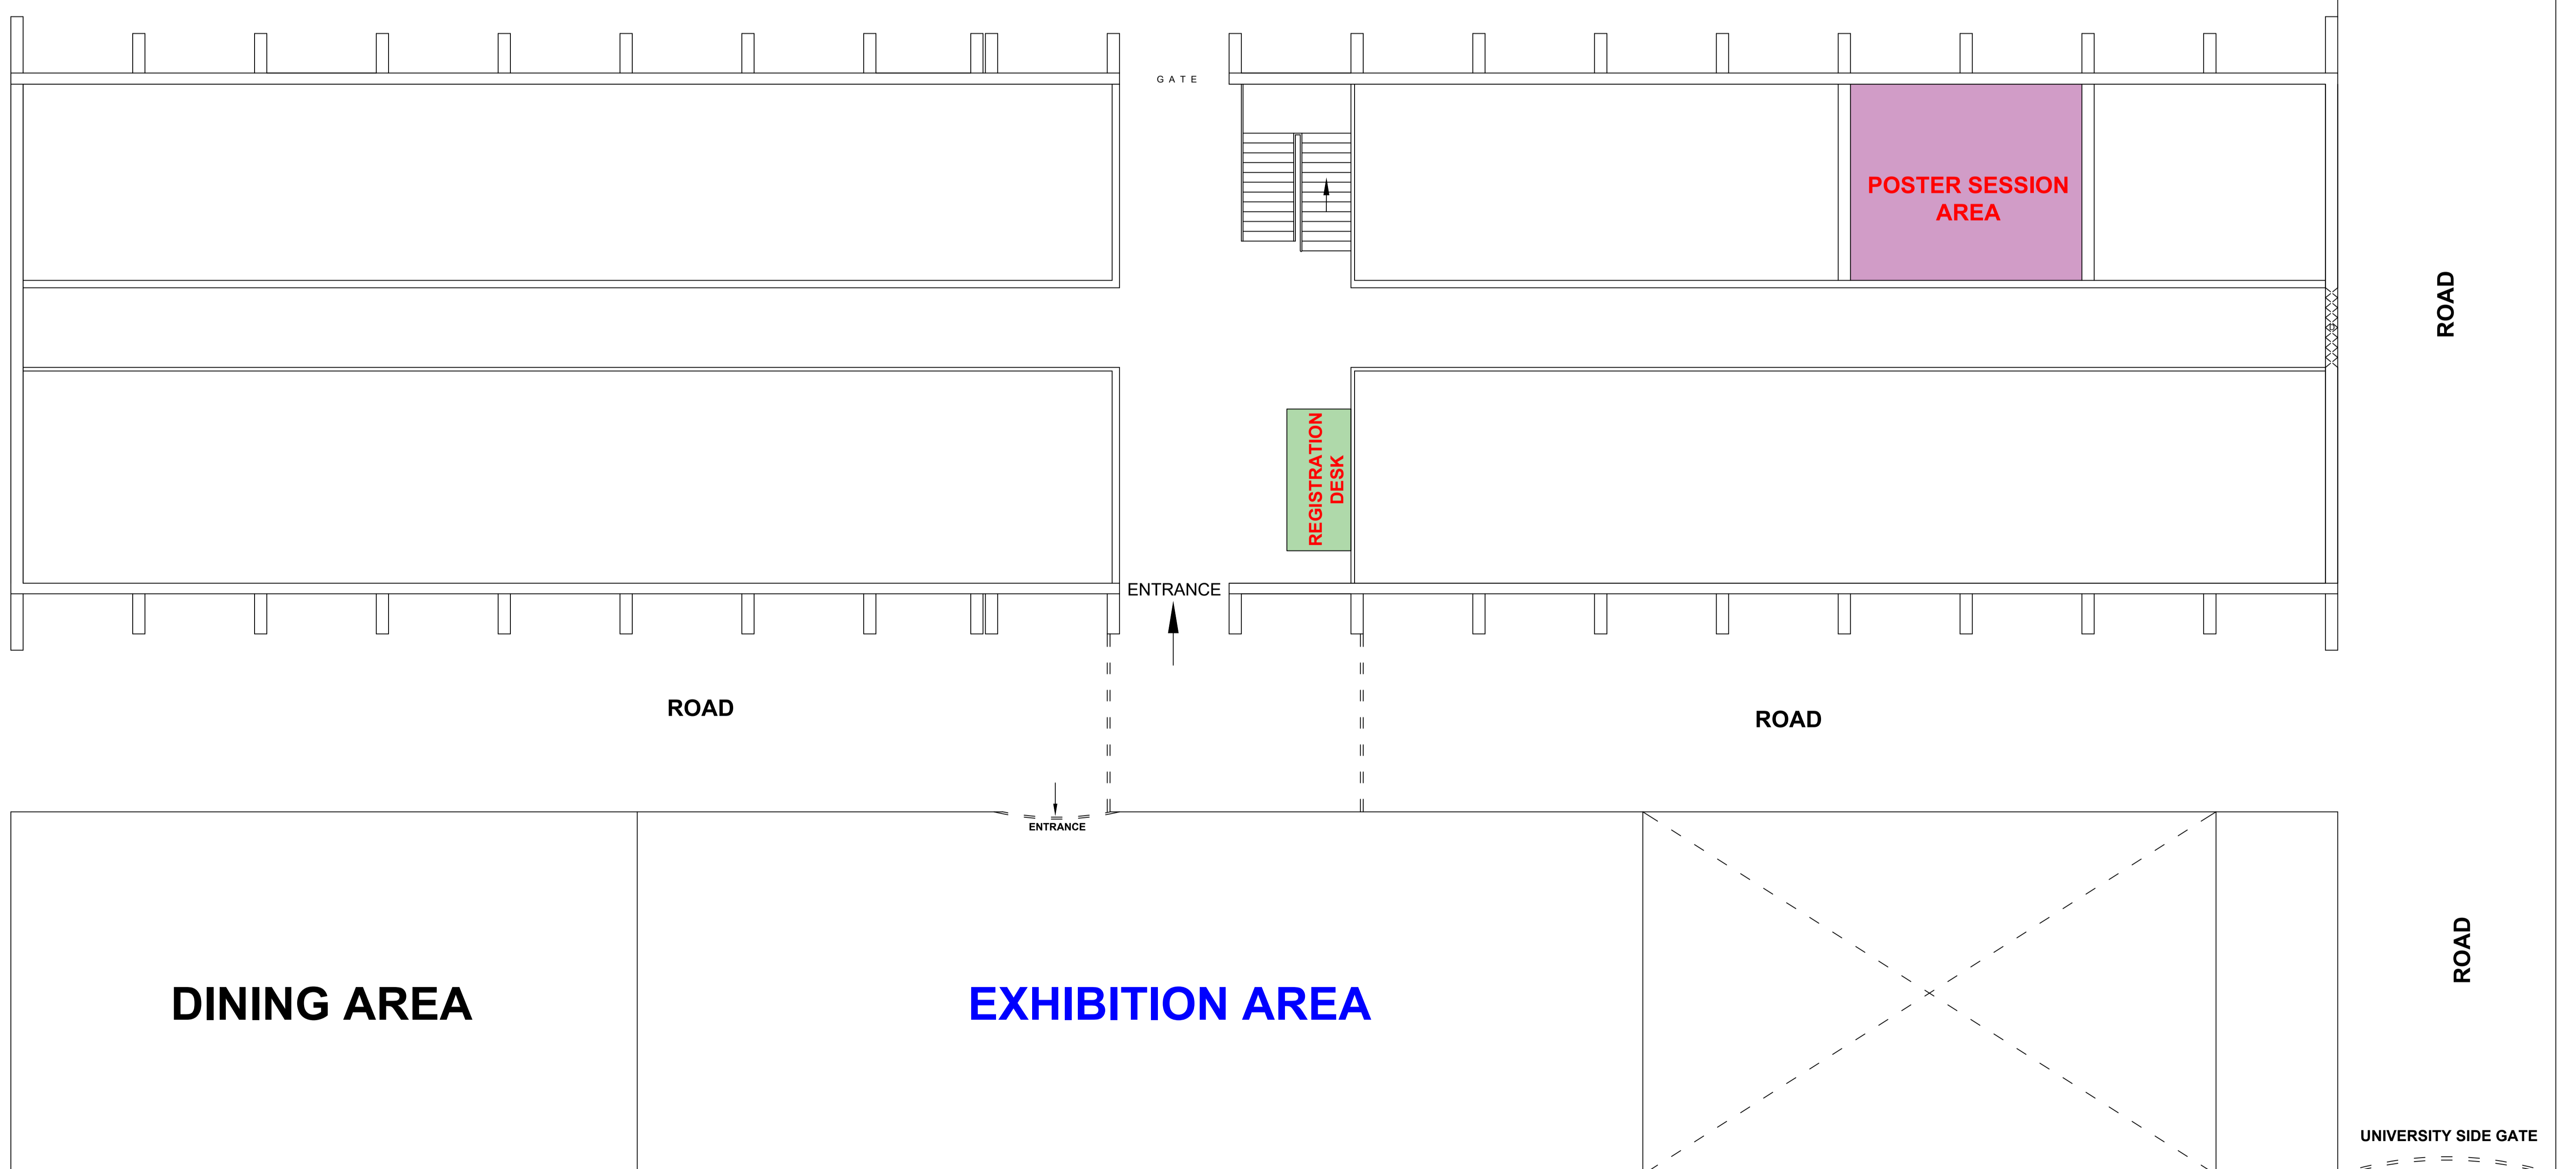 GATE
POSTER SESSION
AREA
ROAD
REGISTRATION
DESK
ENTRANCE
ROAD
ROAD
ENTRANCE
ROAD
DINING AREA
EXHIBITION AREA
UNIVERSITY SIDE GATE